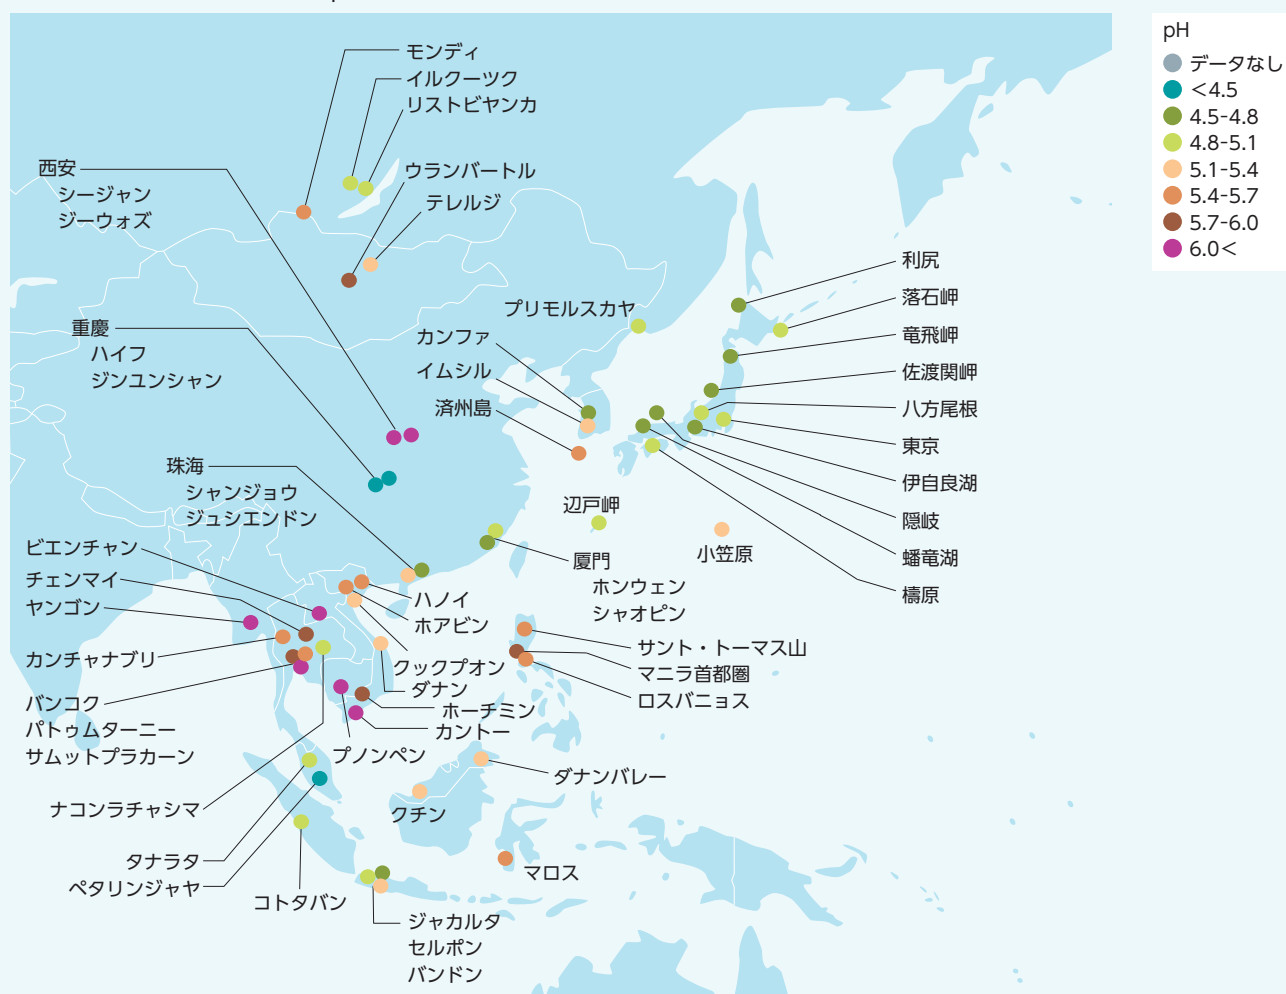 モンディ
イルクーツク
リストビヤンカ
西安
シージャン
ジーウォズ
ウランバートル
テレルジ
重慶
ハイフ
ジンユンシャン
プリモルスカヤ
カンファ
イムシル
済州島
利尻
落石岬
竜飛岬
佐渡関岬
八方尾根
東京
伊自良湖
隠岐
蟠竜湖
檮原
珠海
シャンジョウ
ジュシエンドン
辺戸岬
小笠原
厦門
ホンウェン
シャオピン
ビエンチャン
チェンマイ
ヤンゴン
カンチャナブリ
バンコク
パトゥムターニー
サムットプラカーン
ナコンラチャシマ
タナラタ
ペタリンジャヤ
コトタバン
ハノイ
ホアビン
クックプオン
ダナン
ホーチミン
カントー
プノンペン
サント・トーマス山
マニラ首都圏
ロスバニョス
ダナンバレー
クチン
マロス
ジャカルタ
セルポン
バンドン
pH
データなし
<4.5
4.5-4.8
4.8-5.1
5.1-5.4
5.4-5.7
5.7-6.0
6.0<